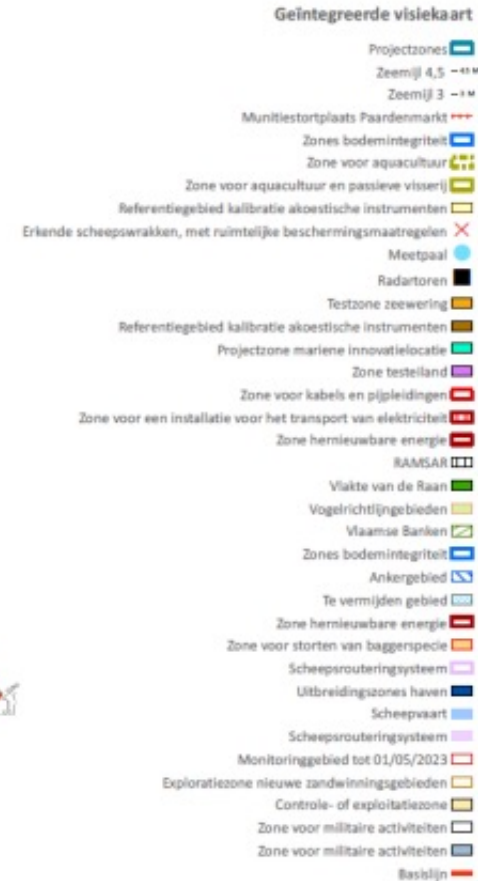 Geïntegreerde visiekaart
Projectzones
Zeemijl 4,5 4,5 M
Zeemijl 3 3 M
Munitiestortplaats Paardenmarkt
Zones bodemintegriteit
Zone voor aquacultuur
Zone voor aquacultuur en passieve visserij
Referentiegebied kalibratie akoestische instrumenten
Erkende scheepswrakken, met ruimtelijke beschermingsmaatregelen
Meetpaal
Radartoren
Testzone zeewering
Referentiegebied kalibratie akoestische instrumenten
Projectzone mariene innovatielocatie
Zone testeiland
Zone voor kabels en pijpleidingen
Zone voor een installatie voor het transport van elektriciteit
Zone hernieuwbare energie
RAMSAR
Vlakte van de Raan
Vogelrichtlijngebieden
Vlaamse Banken
Zones bodemintegriteit
Ankergebied
Te vermijden gebied
Zone hernieuwbare energie
Zone voor storten van baggerspecie
Scheepsrouteringsysteem
Uitbreidingszones haven
Scheepvaart
Scheepsrouteringsysteem
Monitoringgebied tot 01/05/2023
Exploratiezone nieuwe zandwinningsgebieden
Controle- of exploitatiezone
Zone voor militaire activiteiten
Zone voor militaire activiteiten
Basislijn